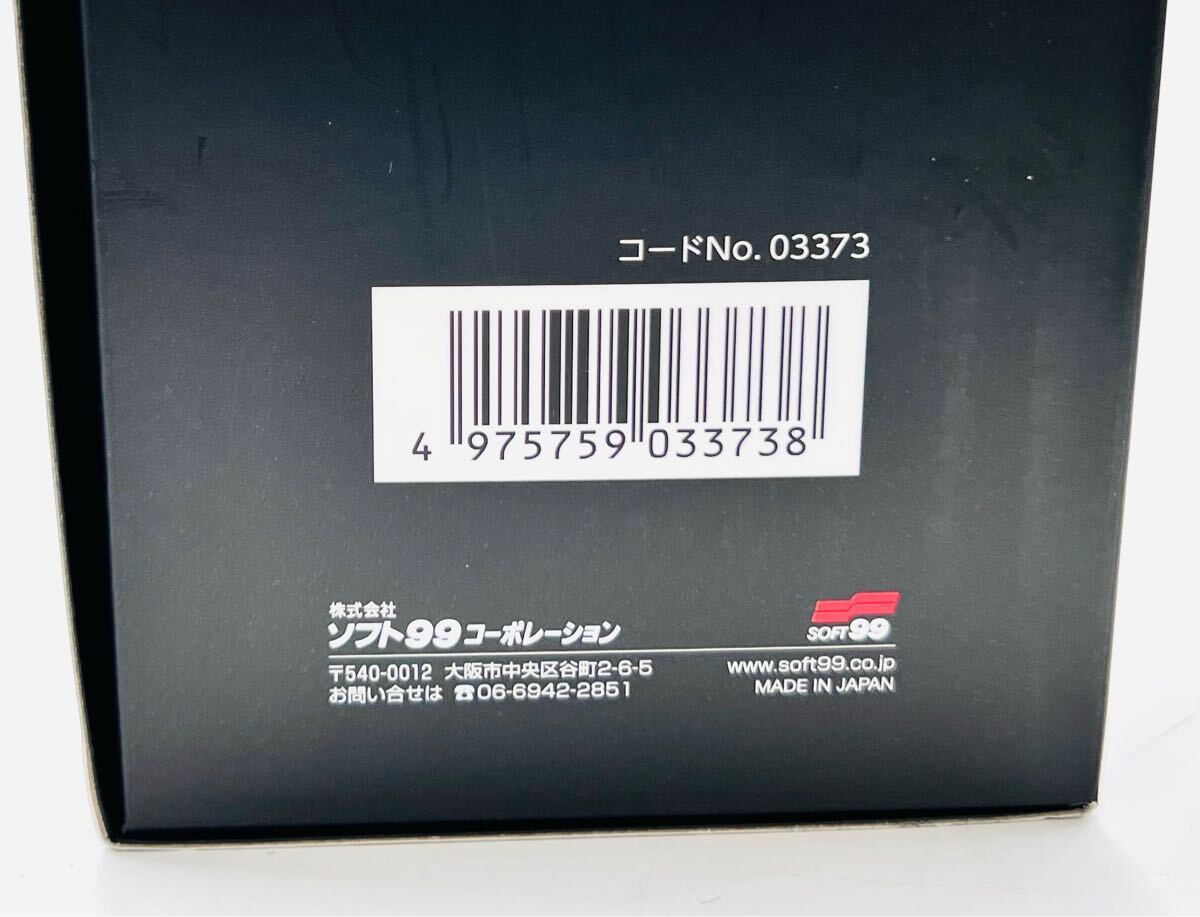 コードNo. 03373
4 975759 033738
株式会社
ソフト99コーポレーション
SOFT99
〒540-0012 大阪市中央区谷町2-6-5
www.soft99.co.jp
お問い合せは ☎06-6942-2851
MADE IN JAPAN